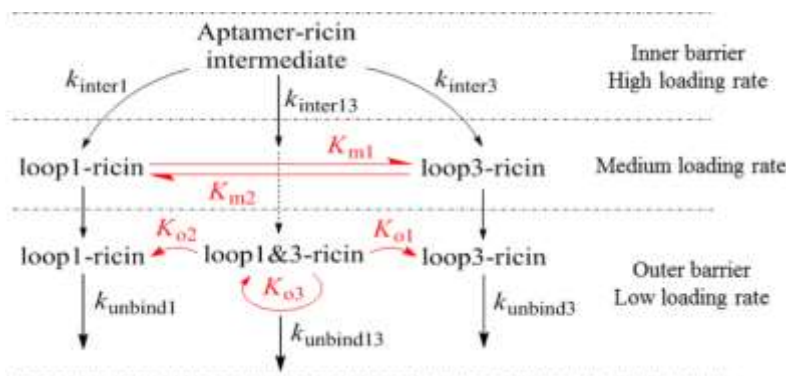 Aptamer-ricin
intermediate
Inner barrier
High loading rate
kinter1
kinter13
kinter3
loop1-ricin
Km1
Km2
loop3-ricin
Medium loading rate
loop1-ricin
Ko2
loop1&3-ricin
Ko1
loop3-ricin
Ko3
Outer barrier
Low loading rate
kunbind1
kunbind13
kunbind3